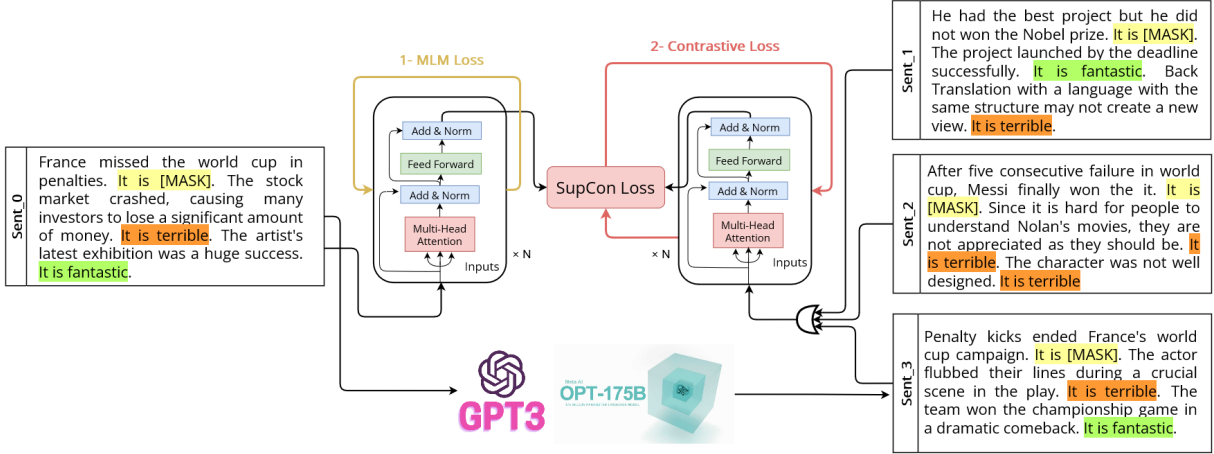 Sent_0
France missed the world cup in
penalties. It is [MASK]. The stock
market crashed, causing many
investors to lose a significant amount
of money. It is terrible. The artist's
latest exhibition was a huge success.
It is fantastic.
1- MLM Loss
Add & Norm
Feed Forward
Add & Norm
Multi-Head
Attention
Inputs
× N
SupCon Loss
2- Contrastive Loss
Add & Norm
Feed Forward
Add & Norm
Multi-Head
Attention
Inputs
× N
GPT3
Meta AI
OPT-175B
Sent_1
He had the best project but he did
not won the Nobel prize. It is [MASK].
The project launched by the deadline
successfully. It is fantastic. Back
Translation with a language with the
same structure may not create a new
view. It is terrible.
Sent_2
After five consecutive failure in world
cup, Messi finally won the it. It is
[MASK]. Since it is hard for people to
understand Nolan's movies, they are
not appreciated as they should be. It
is terrible. The character was not well
designed. It is terrible
Sent_3
Penalty kicks ended France's world
cup campaign. It is [MASK]. The actor
flubbed their lines during a crucial
scene in the play. It is terrible. The
team won the championship game in
a dramatic comeback. It is fantastic.